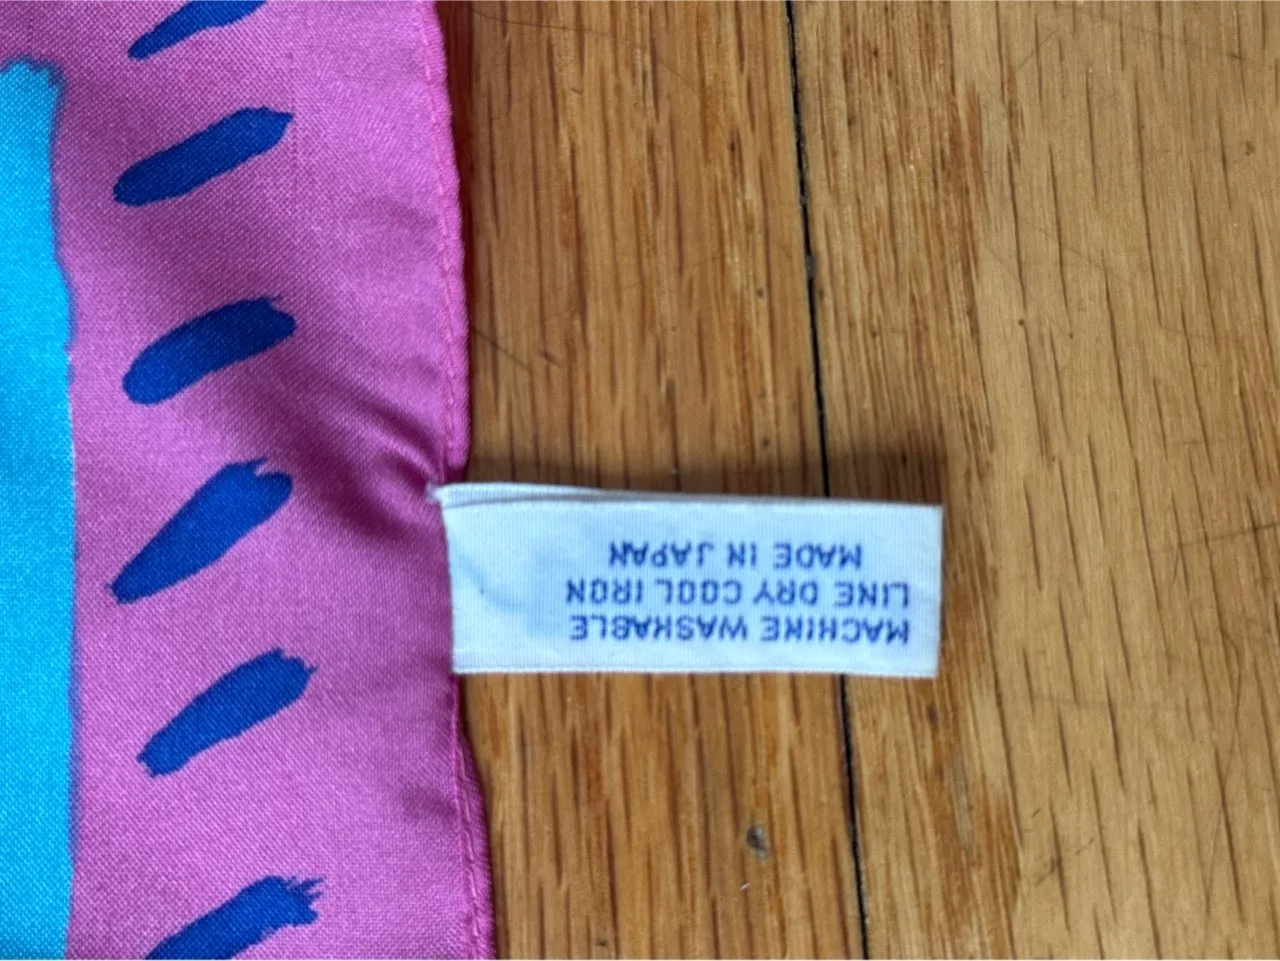 MACHINE WASHABLE
LINE DRY COOL IRON
MADE IN JAPAN